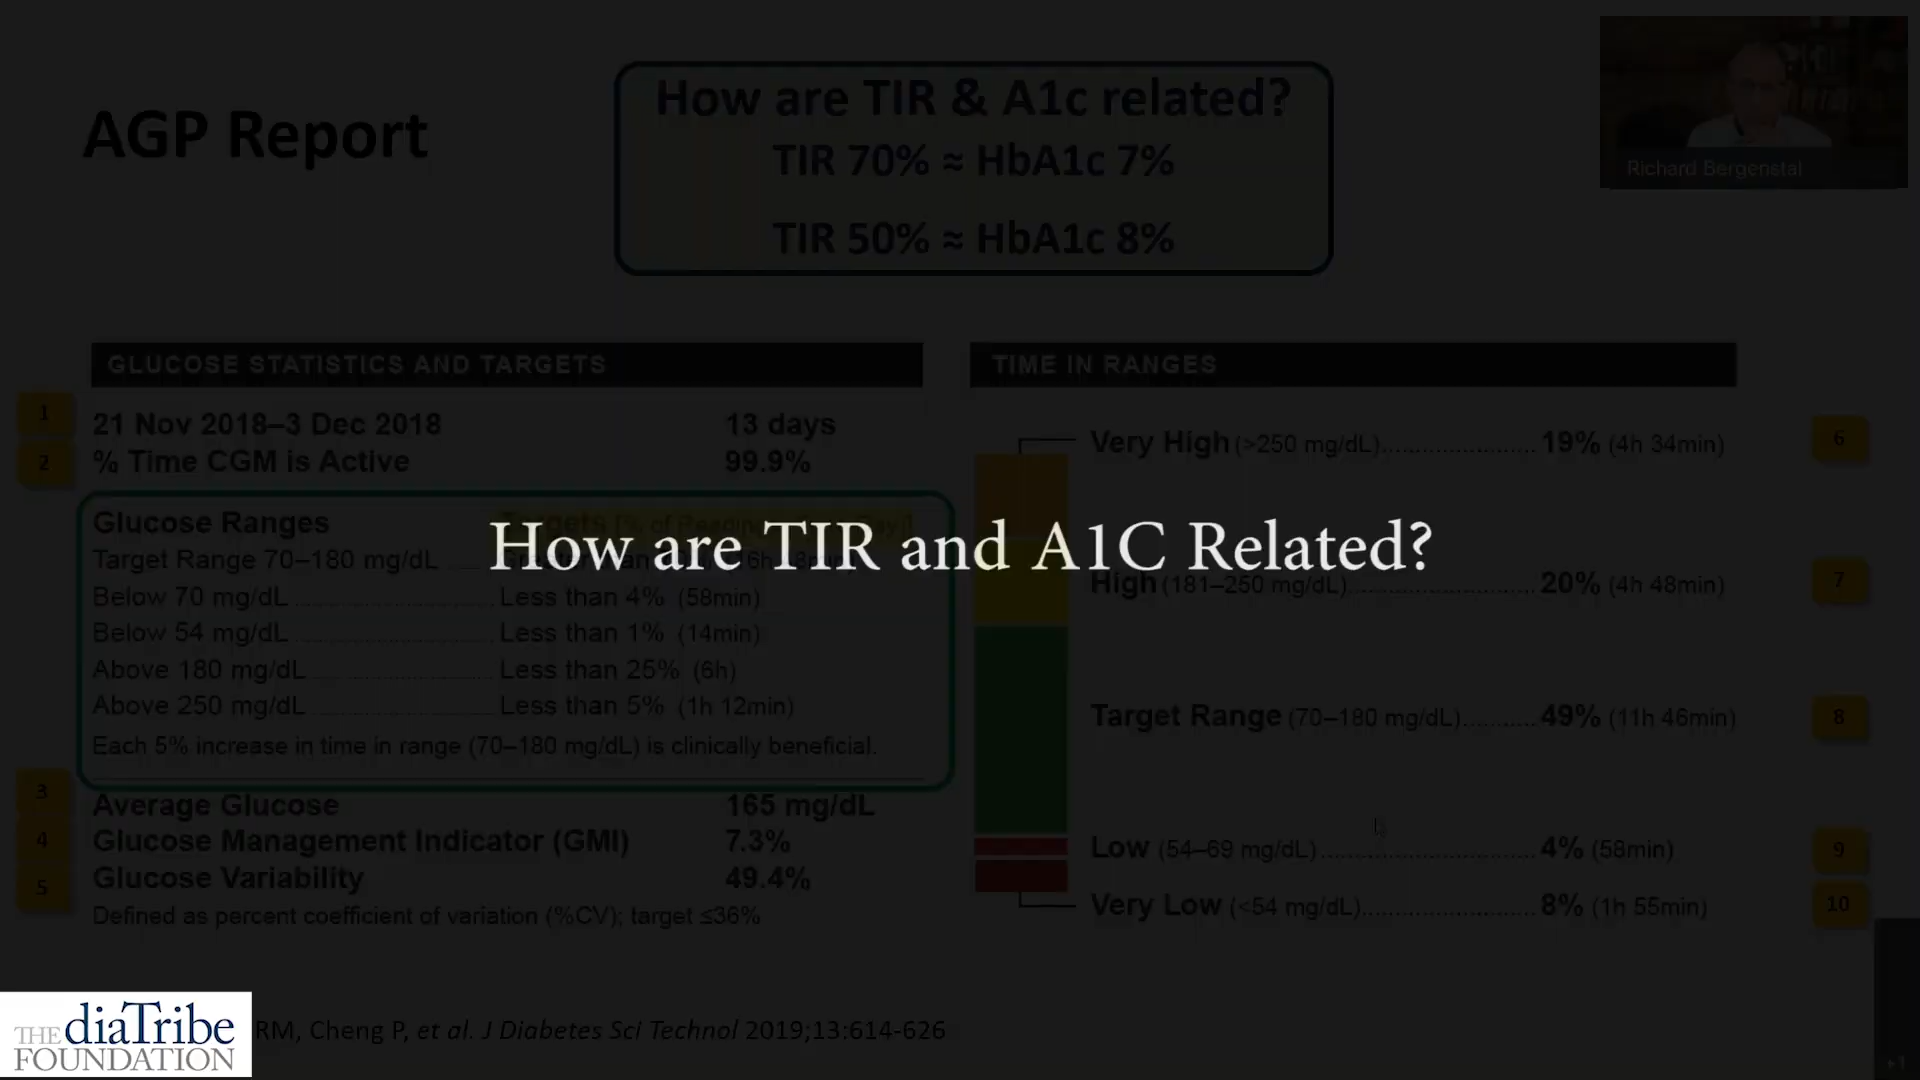 AGP Report
How are TIR & A1c related?
TIR 70% ≈ HbA1c 7%
TIR 50% ≈ HbA1c 8%
Richard Bergenstal
GLUCOSE STATISTICS AND TARGETS
1
21 Nov 2018–3 Dec 2018 13 days
2
% Time CGM is Active 99.9%
Glucose Ranges
Target Range 70–180 mg/dL
Below 70 mg/dL Less than 4% (58min)
Below 54 mg/dL Less than 1% (14min)
Above 180 mg/dL Less than 25% (6h)
Above 250 mg/dL Less than 5% (1h 12min)
Each 5% increase in time in range (70–180 mg/dL) is clinically beneficial.
3
Average Glucose 165 mg/dL
4
Glucose Management Indicator (GMI) 7.3%
5
Glucose Variability 49.4%
Defined as percent coefficient of variation (%CV); target ≤36%
How are TIR and A1C Related?
TIME IN RANGES
Very High (>250 mg/dL) 19% (4h 34min)
6
High (181–250 mg/dL) 20% (4h 48min)
7
Target Range (70–180 mg/dL) 49% (11h 46min)
8
Low (54–69 mg/dL) 4% (58min)
9
Very Low (<54 mg/dL) 8% (1h 55min)
10
THE diaTribe
FOUNDATION
RM, Cheng P, et al. J Diabetes Sci Technol 2019;13:614-626
+1